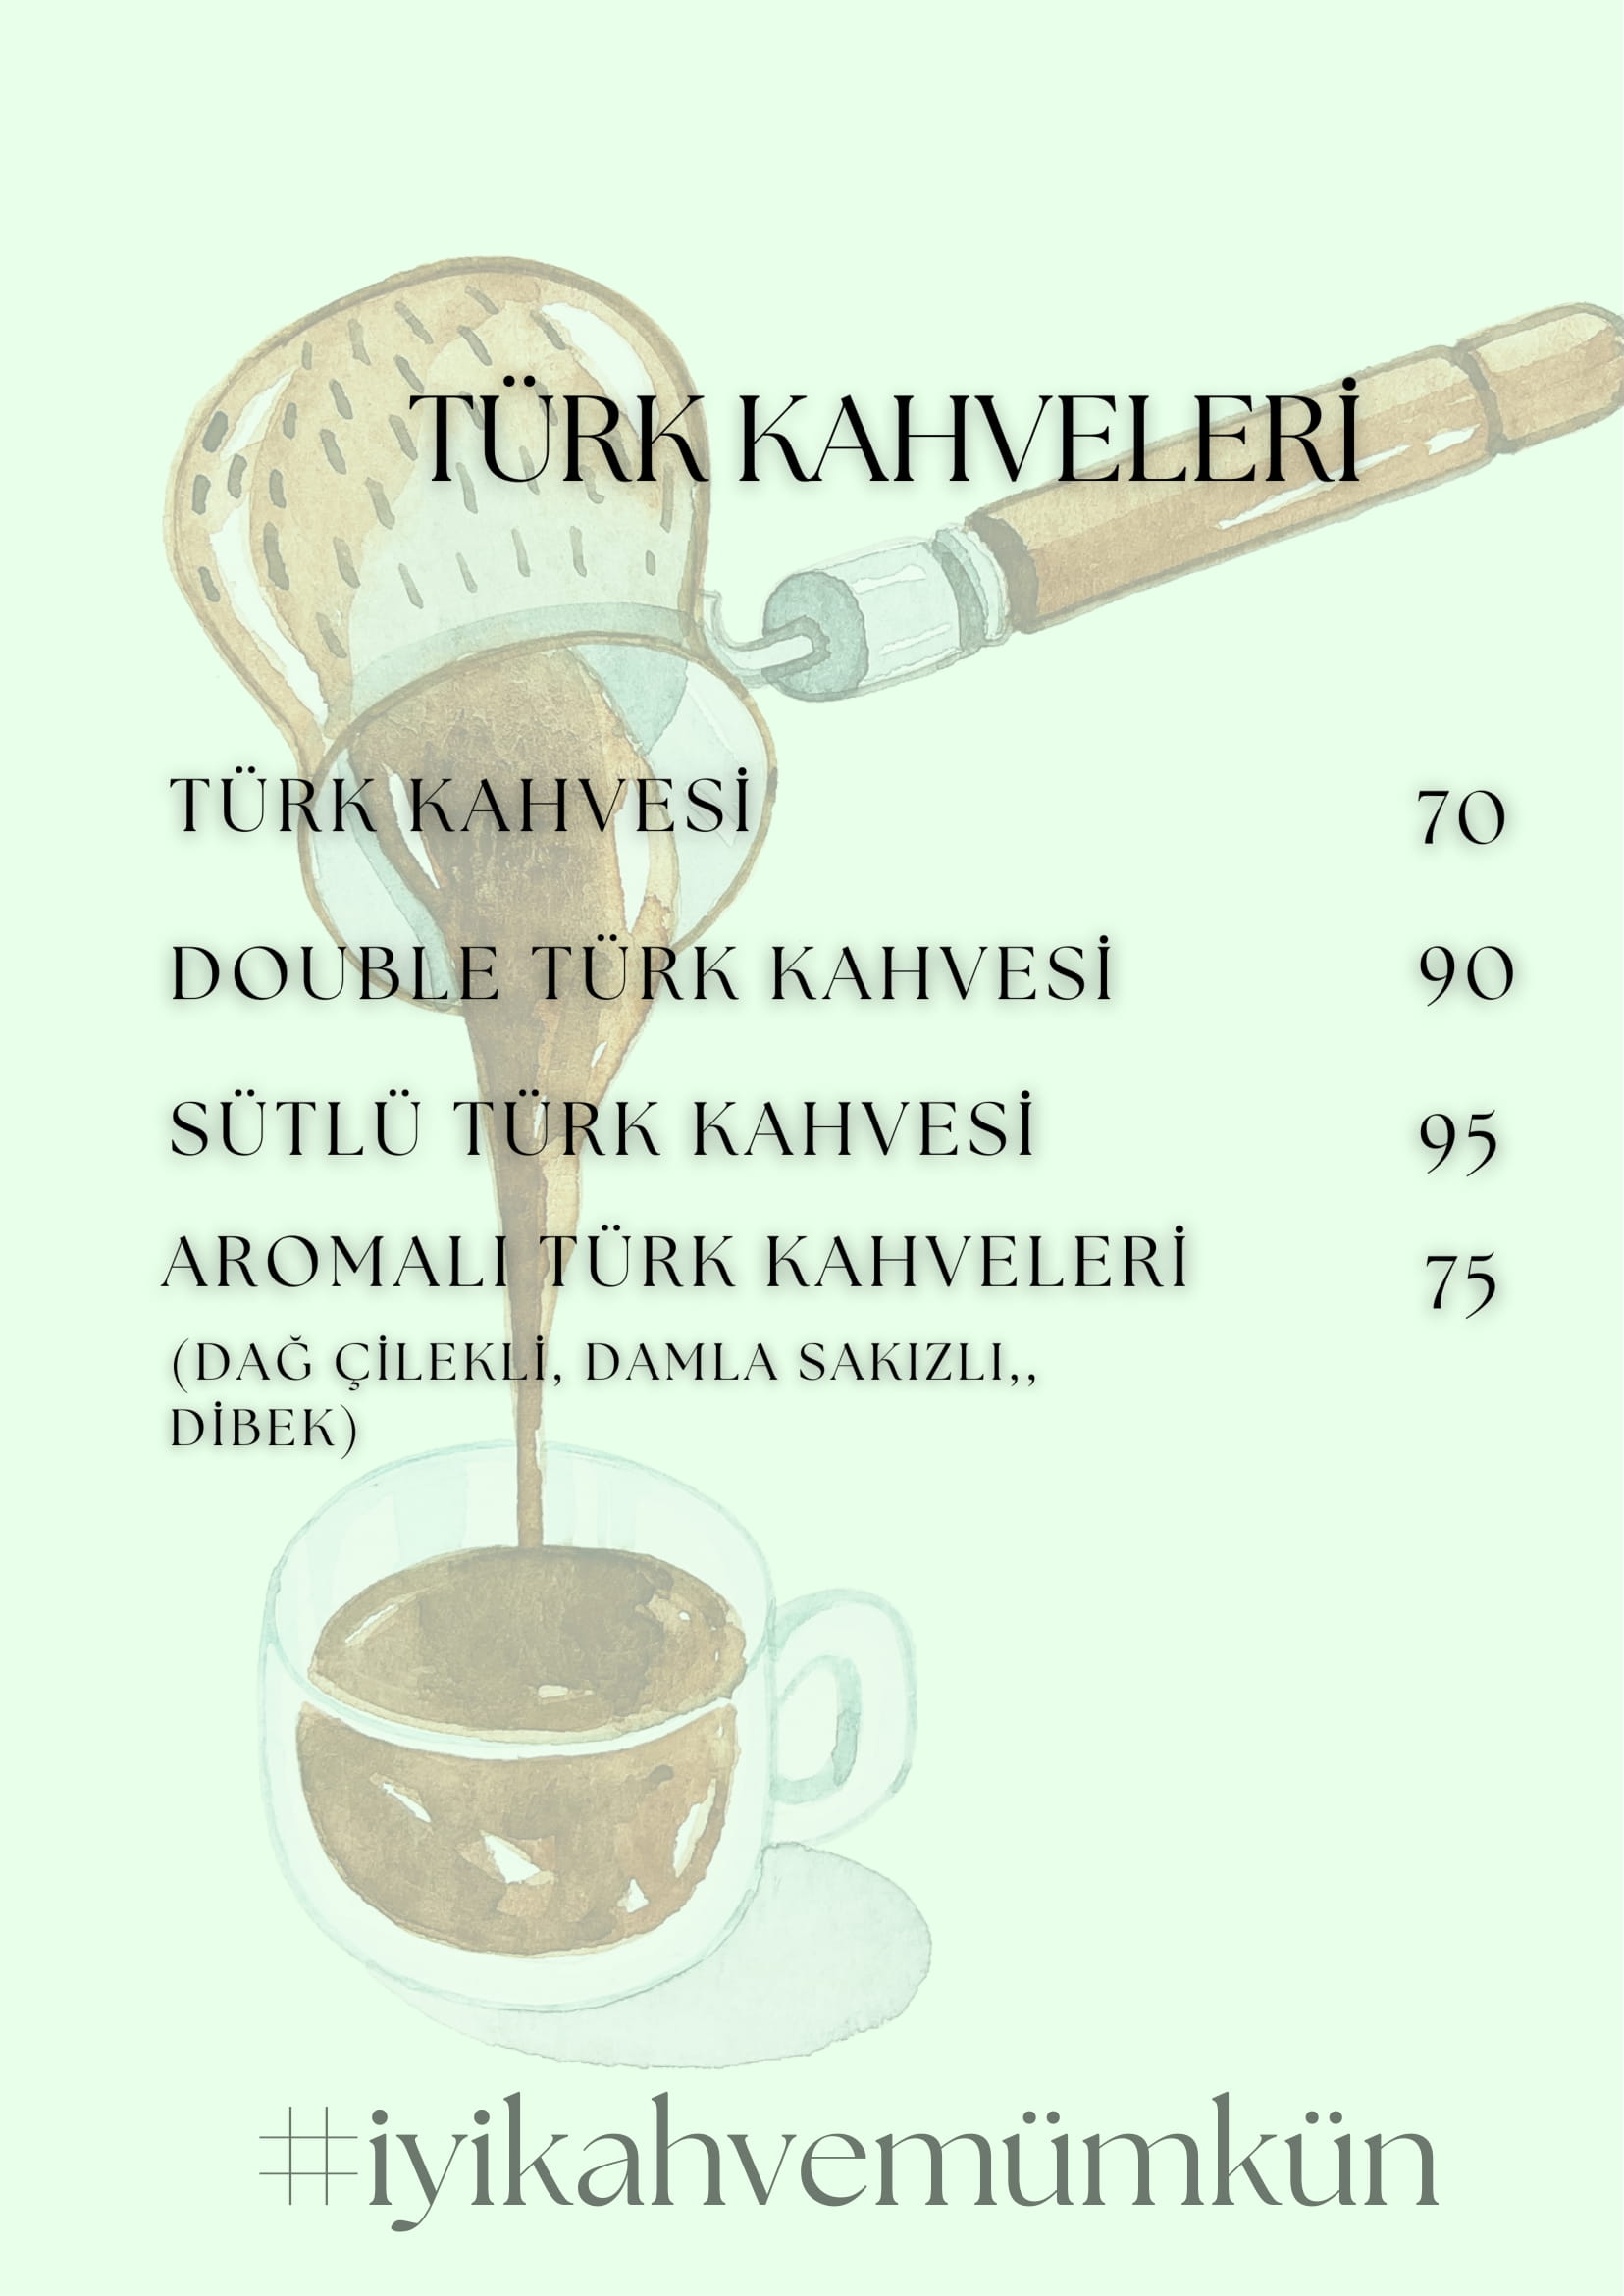 TÜRK KAHVELERİ
TÜRK KAHVESİ 70
DOUBLE TÜRK KAHVESİ 90
SÜTLÜ TÜRK KAHVESİ 95
AROMALI TÜRK KAHVELERİ 75
(DAĞ ÇİLEKLİ, DAMLA SAKIZLI,,
DİBEK)
#iyikahvemümkün